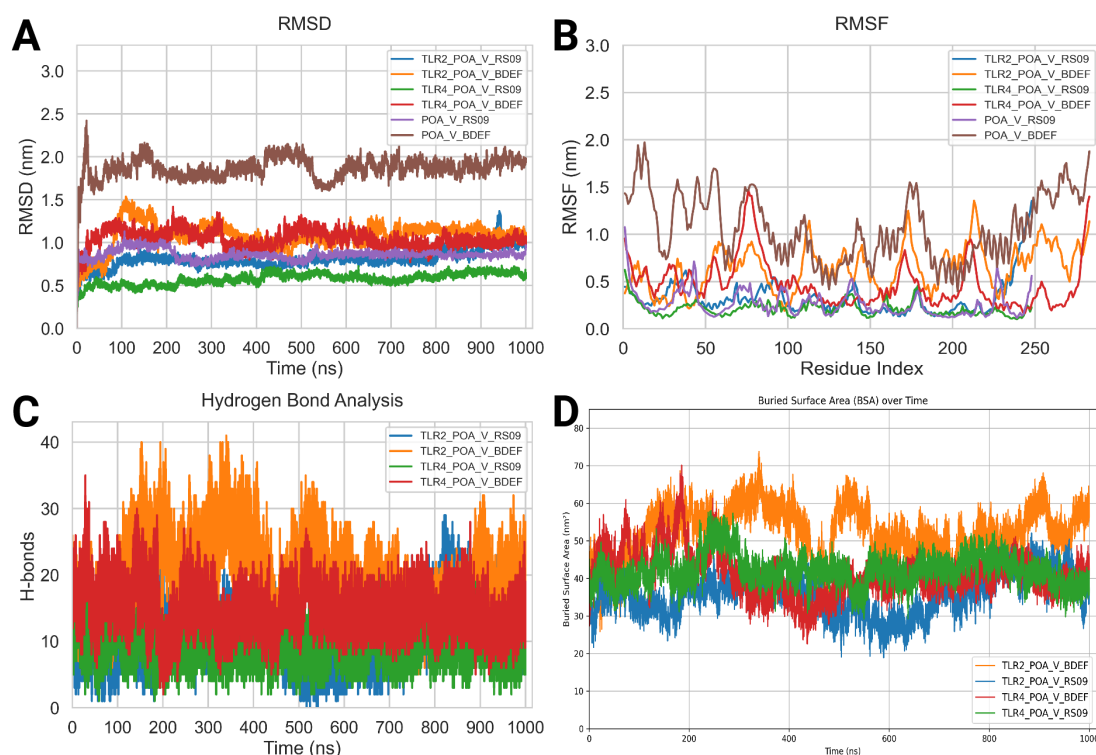 A
RMSD
3.0
2.5
2.0
1.5
1.0
0.5
0.0
RMSD (nm)
TLR2_POA_V_RS09
TLR2_POA_V_BDEF
TLR4_POA_V_RS09
TLR4_POA_V_BDEF
POA_V_RS09
POA_V_BDEF
0 100 200 300 400 500 600 700 800 900 1000
Time (ns)
B
RMSF
3.0
2.5
2.0
1.5
1.0
0.5
0.0
RMSF (nm)
TLR2_POA_V_RS09
TLR2_POA_V_BDEF
TLR4_POA_V_RS09
TLR4_POA_V_BDEF
POA_V_RS09
POA_V_BDEF
0 50 100 150 200 250
Residue Index
C
Hydrogen Bond Analysis
40
30
20
10
0
H-bonds
TLR2_POA_V_RS09
TLR2_POA_V_BDEF
TLR4_POA_V_RS09
TLR4_POA_V_BDEF
0 100 200 300 400 500 600 700 800 900 1000
Time (ns)
D
Buried Surface Area (BSA) over Time
80
70
60
50
40
30
20
10
0
Buried Surface Area (nm²)
TLR2_POA_V_BDEF
TLR2_POA_V_RS09
TLR4_POA_V_BDEF
TLR4_POA_V_RS09
0 200 400 600 800 1000
Time (ns)